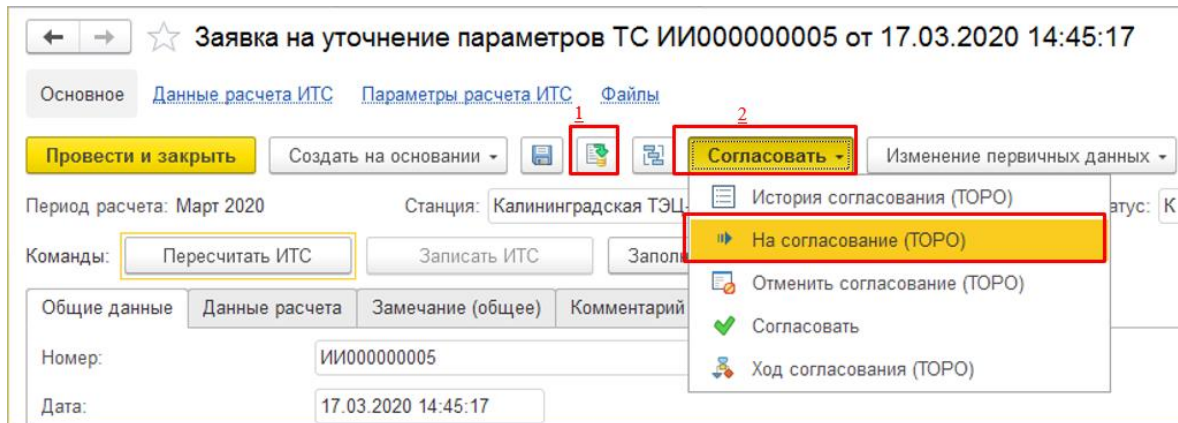 Заявка на уточнение параметров ТС ИИ000000005 от 17.03.2020 14:45:17
Основное Данные расчета ИТС Параметры расчета ИТС Файлы
1 2
Провести и закрыть Создать на основании Согласовать Изменение первичных данных
Период расчета: Март 2020 Станция: Калининградская ТЭЦ- История согласования (ТОРО) атус: К
На согласование (ТОРО)
Команды: Пересчитать ИТС Записать ИТС Заполн
Отменить согласование (ТОРО)
Общие данные Данные расчета Замечание (общее) Комментарий
Согласовать
Номер: ИИ000000005
Ход согласования (ТОРО)
Дата: 17.03.2020 14:45:17